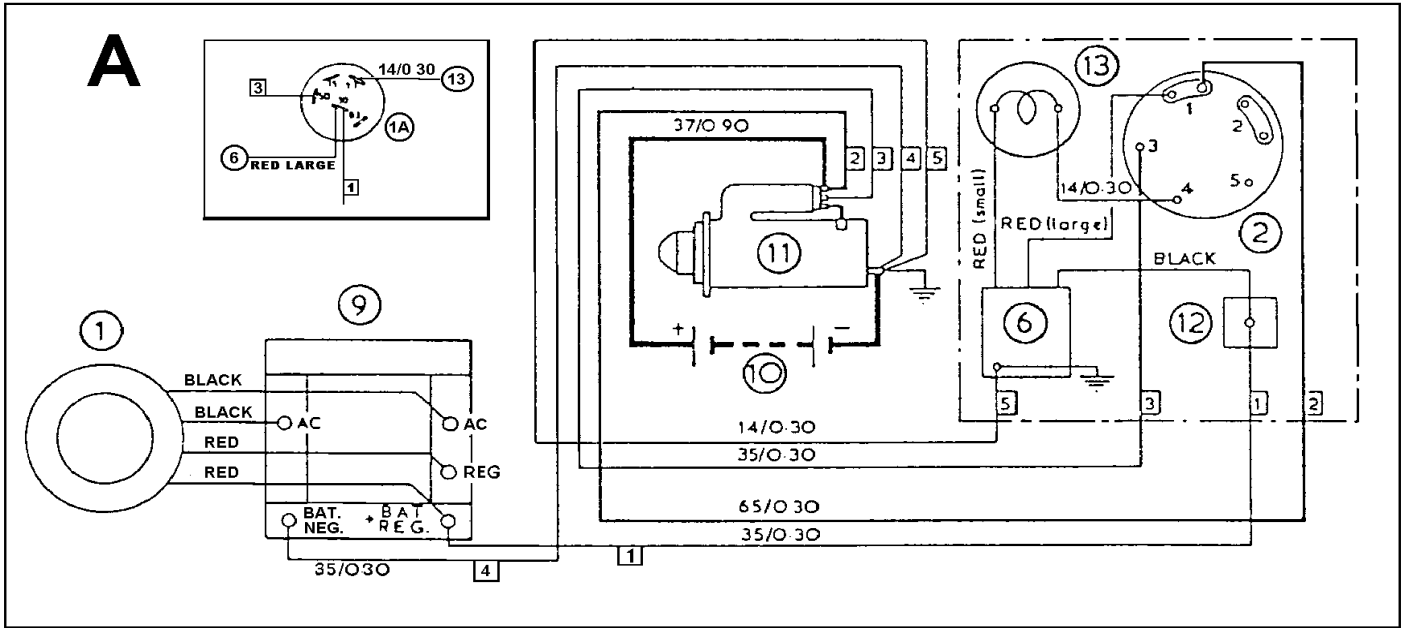 A
14/0 30
3
13
1A
6
RED LARGE
1
37/0 90
2
3
4
5
11
+
−
10
13
1
2
3
4
5
2
14/0.30
RED (small)
RED (large)
BLACK
6
12
5
3
1
2
1
9
BLACK
BLACK
RED
RED
AC
AC
REG
BAT.
NEG.
+ BAT
REG.
14/0.30
35/0.30
65/0 30
35/0.30
1
35/0.30
4